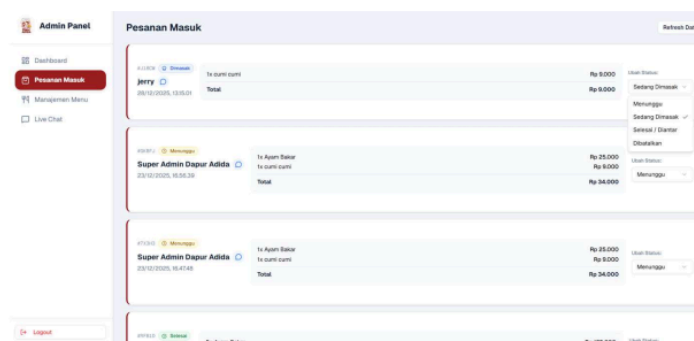 Admin Panel
Dashboard
Pesanan Masuk
Manajemen Menu
Live Chat
Logout
Pesanan Masuk
Refresh Dat
Dimasak
jerry
28/12/2025, 13.15.01
1x cumi cumi Rp 9.000
Total Rp 9.000
Ubah Status:
Sedang Dimasak
Menunggu
Sedang Dimasak
Selesai / Diantar
Dibatalkan
Menunggu
Super Admin Dapur Adida
23/12/2025, 16.56.39
1x Ayam Bakar Rp 25.000
1x cumi cumi Rp 9.000
Total Rp 34.000
Ubah Status:
Menunggu
Menunggu
Super Admin Dapur Adida
23/12/2025, 16.47.48
1x Ayam Bakar Rp 25.000
1x cumi cumi Rp 9.000
Total Rp 34.000
Ubah Status:
Menunggu
Selesai
Ubah Status: